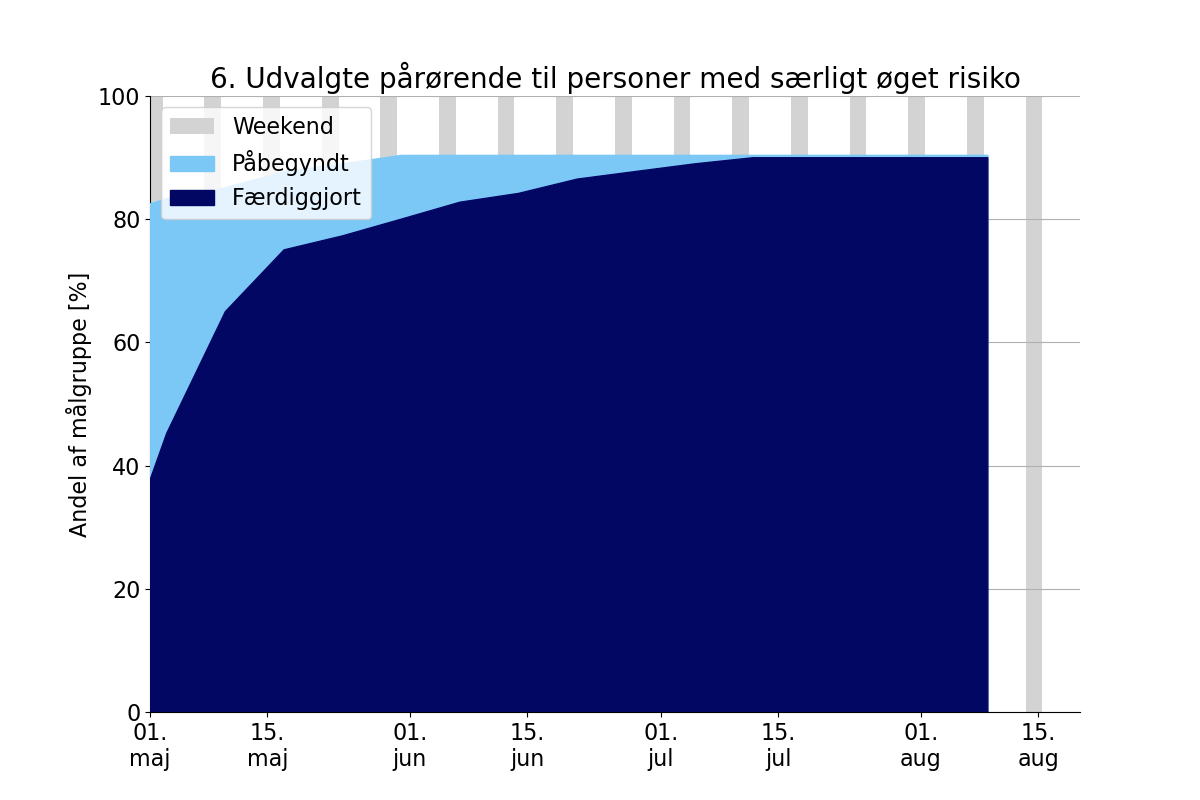 6. Udvalgte pårørende til personer med særligt øget risiko
Weekend
Påbegyndt
Færdiggjort
Andel af målgruppe [%]
100
80
60
40
20
0
01. maj
15. maj
01. jun
15. jun
01. jul
15. jul
01. aug
15. aug